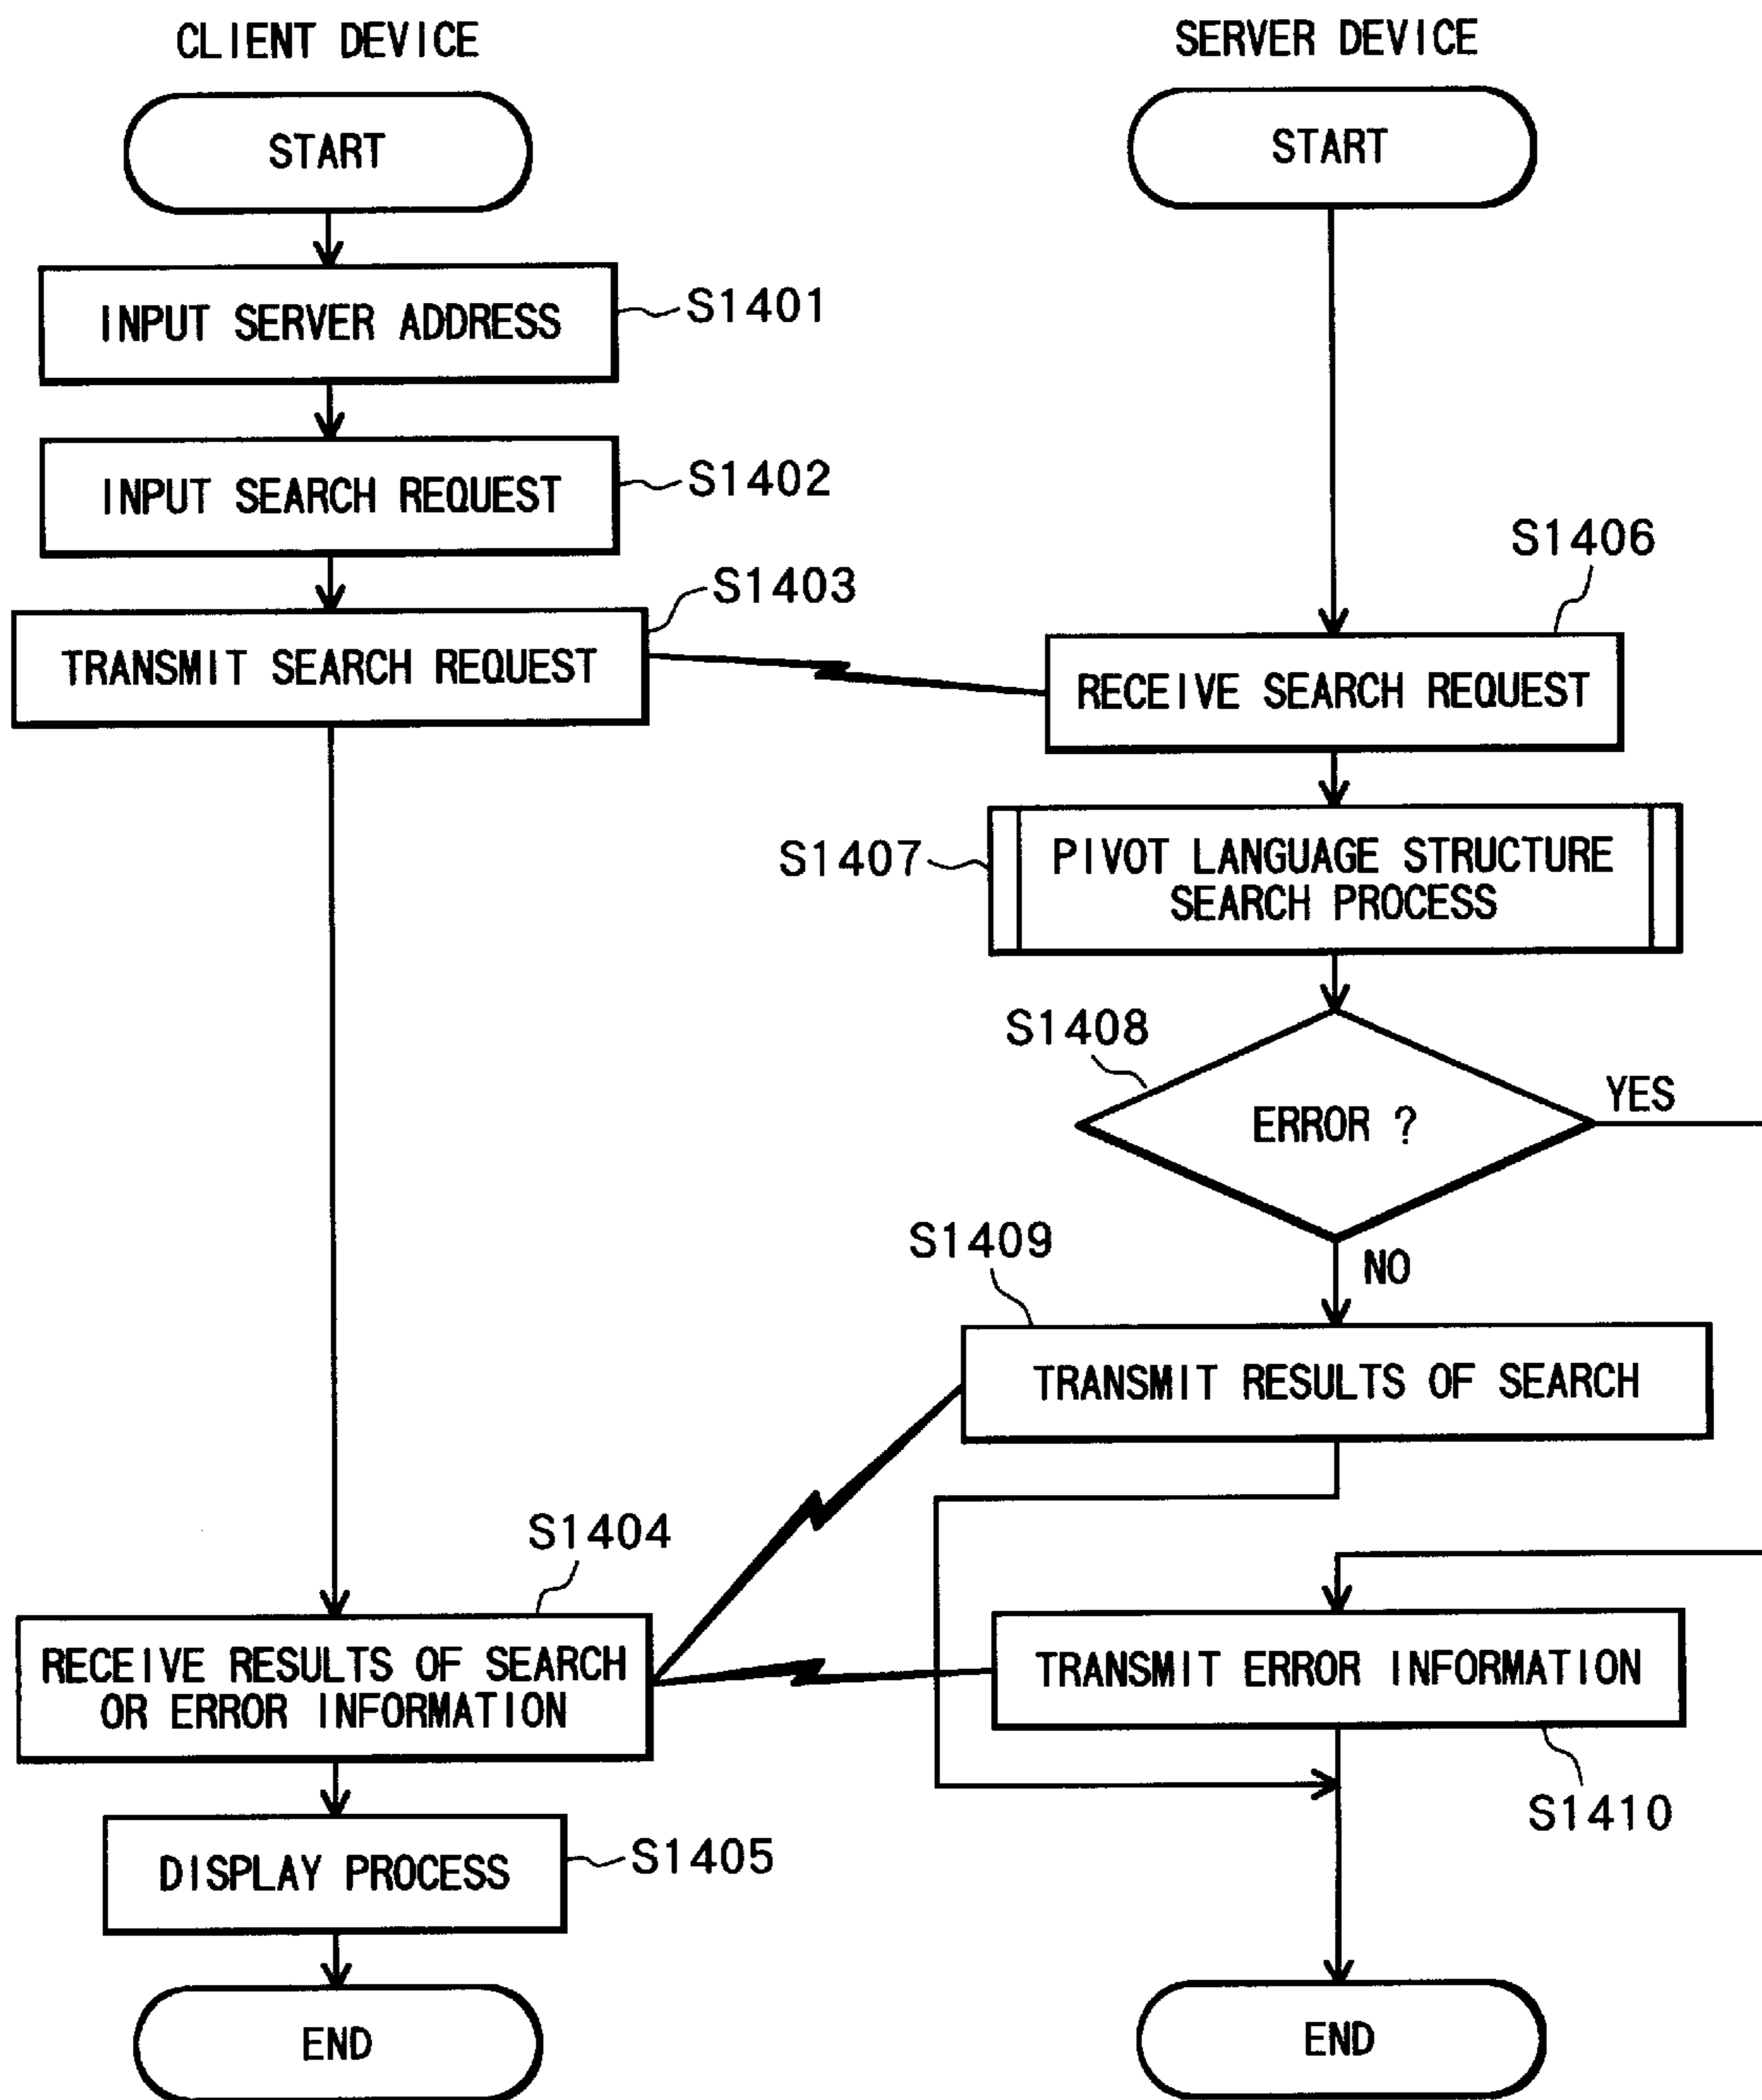 CLIENT DEVICE
START
INPUT SERVER ADDRESS
S1401
INPUT SEARCH REQUEST
S1402
S1403
TRANSMIT SEARCH REQUEST
S1404
RECEIVE RESULTS OF SEARCH
OR ERROR INFORMATION
DISPLAY PROCESS
S1405
END
SERVER DEVICE
START
S1406
RECEIVE SEARCH REQUEST
S1407
PIVOT LANGUAGE STRUCTURE
SEARCH PROCESS
S1408
ERROR ?
YES
NO
S1409
TRANSMIT RESULTS OF SEARCH
TRANSMIT ERROR INFORMATION
S1410
END